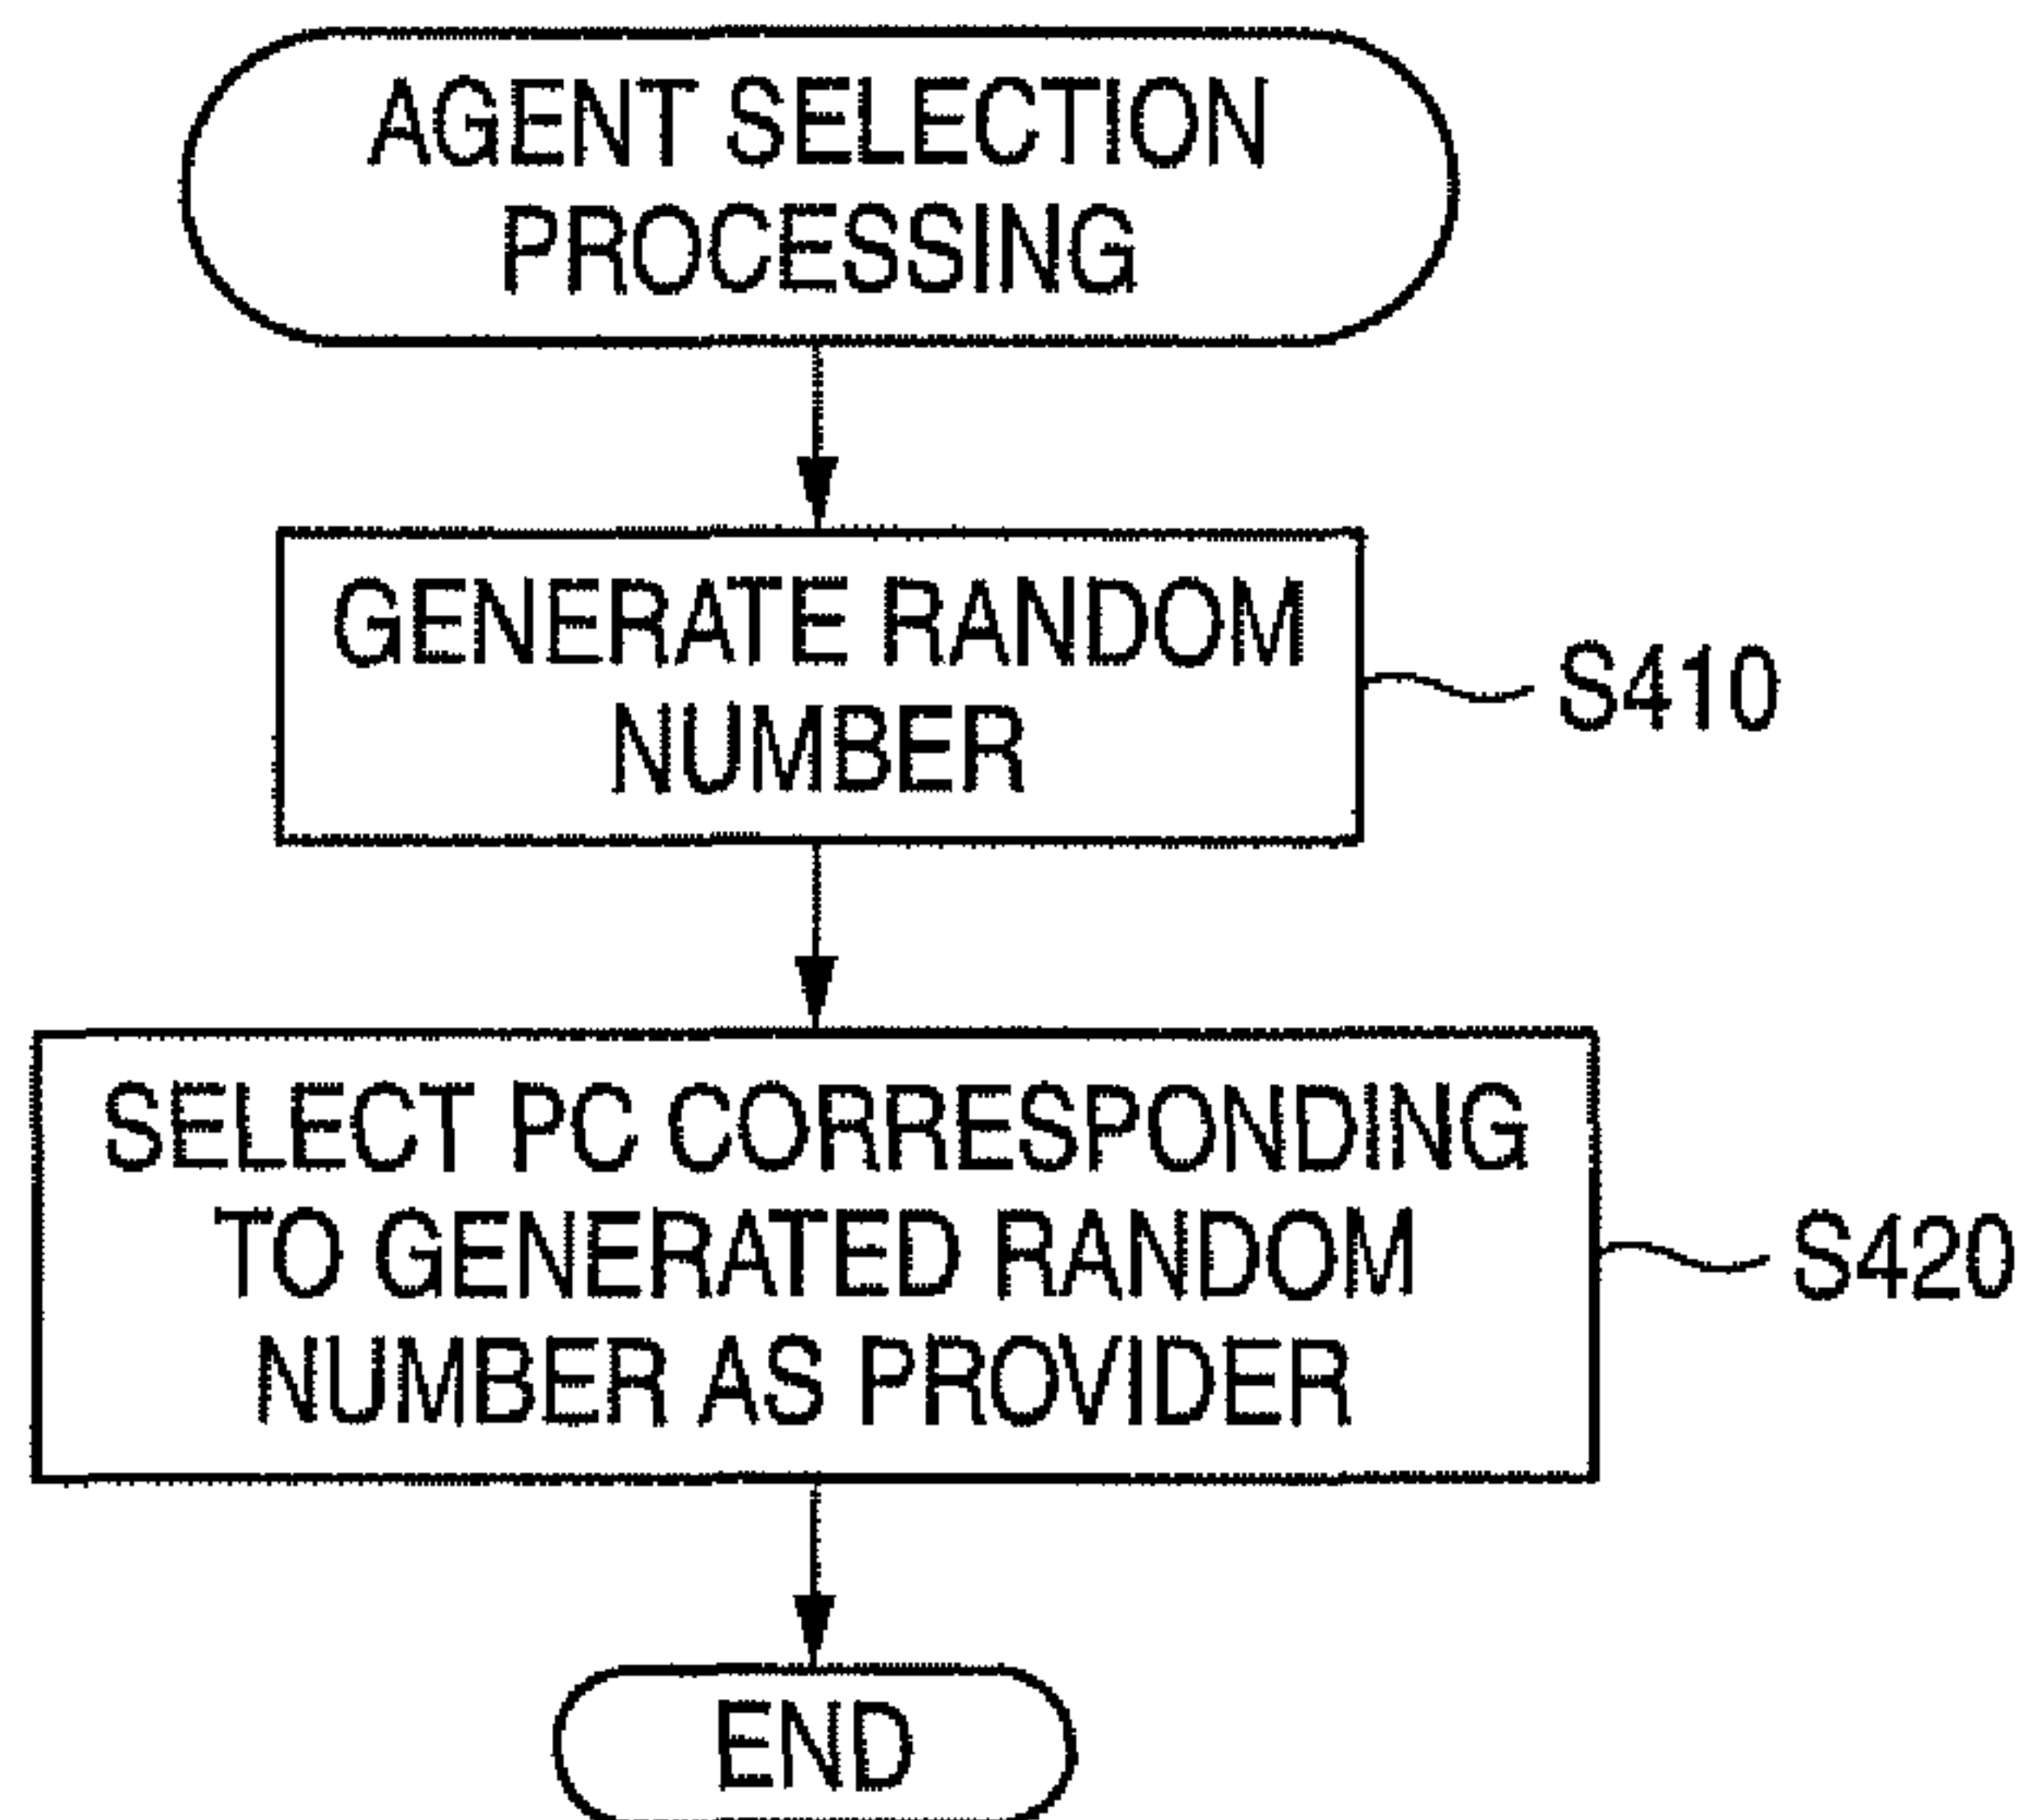 AGENT SELECTION
PROCESSING
GENERATE RANDOM
NUMBER
S410
SELECT PC CORRESPONDING
TO GENERATED RANDOM
NUMBER AS PROVIDER
S420
END